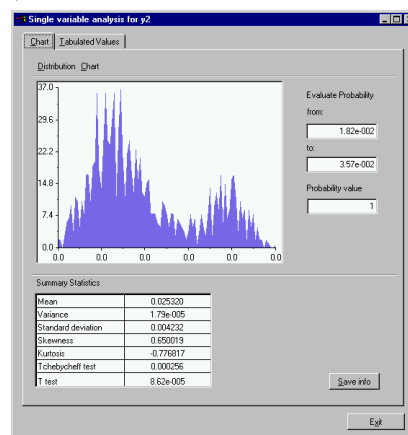 Single variable analysis for y2
Chart Tabulated Values
Distribution Chart
37.0
29.6
22.2
14.8
7.4
0.0
0.0 0.0 0.0 0.0 0.0 0.0
Evaluate Probability
from:
1.82e-002
to:
3.57e-002
Probability value
1
Summary Statistics
Mean 0.025320
Variance 1.79e-005
Standard deviation 0.004232
Skewness 0.650019
Kurtosis -0.776817
Tchebycheff test 0.000256
T test 8.62e-005
Save info
Exit